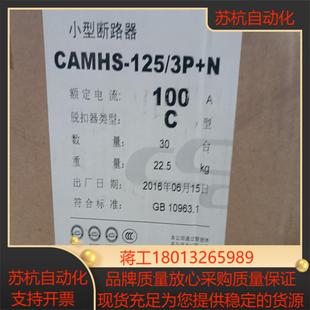 苏杭自动化
小型断路器
CAMHS-125/3P+N
额定电流: 100 A
脱扣器类型: C 型
数 量: 30 台
重 量: 22.5 kg
出厂日期: 2016年06月15日
符合标准: GB 10963.1
蒋工18013265989
苏杭自动化
支持开票
品牌质量放心采购质量保证
现货充足为您提供可靠的保障